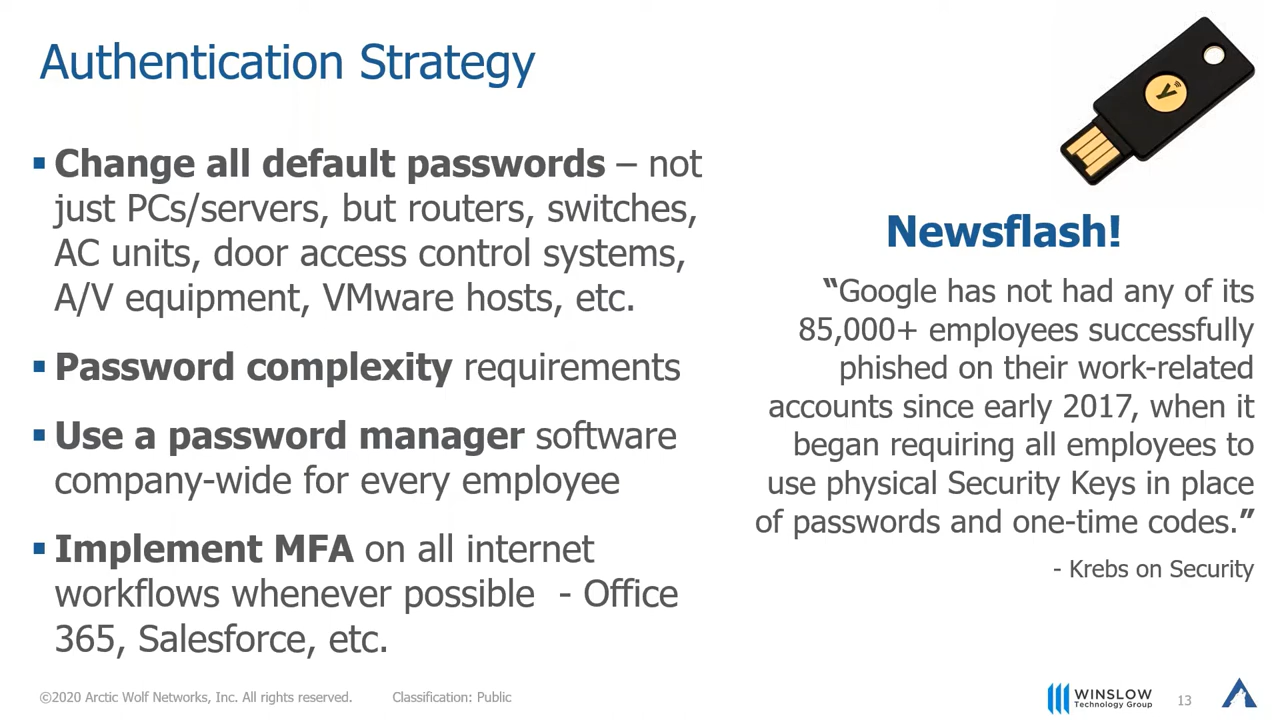 Authentication Strategy
▪ Change all default passwords – not
just PCs/servers, but routers, switches,
AC units, door access control systems,
A/V equipment, VMware hosts, etc.
▪ Password complexity requirements
▪ Use a password manager software
company-wide for every employee
▪ Implement MFA on all internet
workflows whenever possible - Office
365, Salesforce, etc.
y
Newsflash!
"Google has not had any of its
85,000+ employees successfully
phished on their work-related
accounts since early 2017, when it
began requiring all employees to
use physical Security Keys in place
of passwords and one-time codes."
- Krebs on Security
©2020 Arctic Wolf Networks, Inc. All rights reserved. Classification: Public
WINSLOW
Technology Group
13